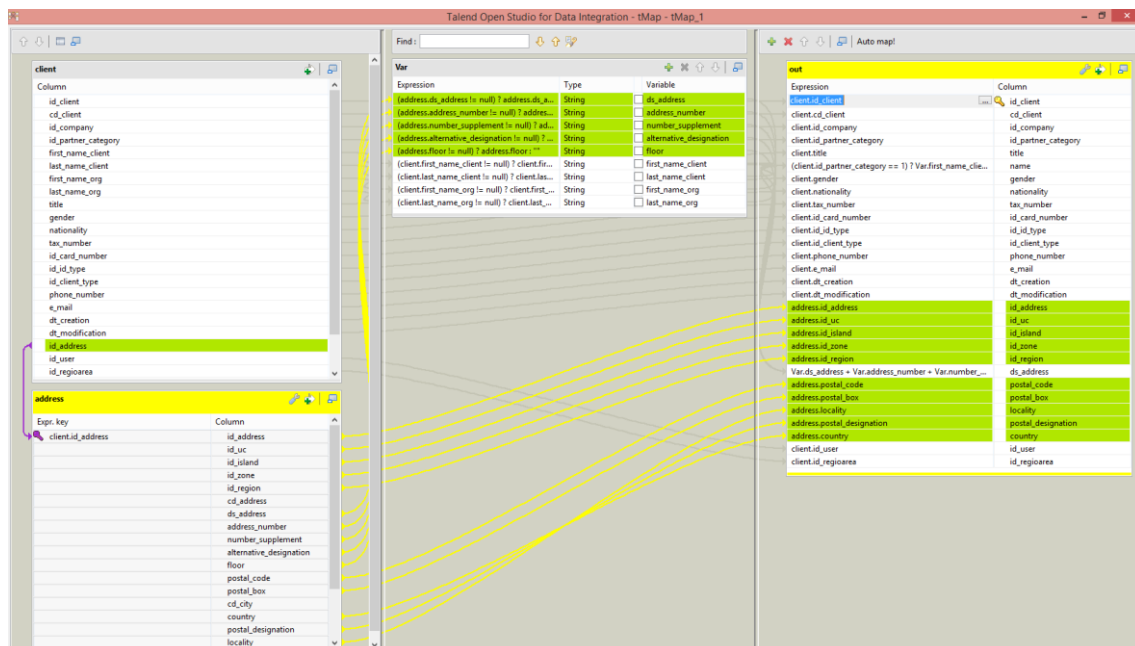 Talend Open Studio for Data Integration - tMap - tMap_1
client
Column
id_client
cd_client
id_company
id_partner_category
first_name_client
last_name_client
first_name_org
last_name_org
title
gender
nationality
tax_number
id_card_number
id_id_type
id_client_type
phone_number
e_mail
dt_creation
dt_modification
id_address
id_user
id_regioarea
address
Expr. key Column
client.id_address id_address
id_uc
id_island
id_zone
id_region
cd_address
ds_address
address_number
number_supplement
alternative_designation
floor
postal_code
postal_box
cd_city
country
postal_designation
locality
Find :
Var
Expression Type Variable
(address.ds_address != null) ? address.ds_a... String ds_address
(address.address_number != null) ? addres... String address_number
(address.number_supplement != null) ? ad... String number_supplement
(address.alternative_designation != null) ? ... String alternative_designation
(address.floor != null) ? address.floor : "" String floor
(client.first_name_client != null) ? client.fir... String first_name_client
(client.last_name_client != null) ? client.las... String last_name_client
(client.first_name_org != null) ? client.first_... String first_name_org
(client.last_name_org != null) ? client.last_... String last_name_org
Auto map!
out
Expression Column
client.id_client ... id_client
client.cd_client cd_client
client.id_company id_company
client.id_partner_category id_partner_category
client.title title
(client.id_partner_category == 1) ? Var.first_name_clie... name
client.gender gender
client.nationality nationality
client.tax_number tax_number
client.id_card_number id_card_number
client.id_id_type id_id_type
client.id_client_type id_client_type
client.phone_number phone_number
client.e_mail e_mail
client.dt_creation dt_creation
client.dt_modification dt_modification
address.id_address id_address
address.id_uc id_uc
address.id_island id_island
address.id_zone id_zone
address.id_region id_region
Var.ds_address + Var.address_number + Var.number_... ds_address
address.postal_code postal_code
address.postal_box postal_box
address.locality locality
address.postal_designation postal_designation
address.country country
client.id_user id_user
client.id_regioarea id_regioarea